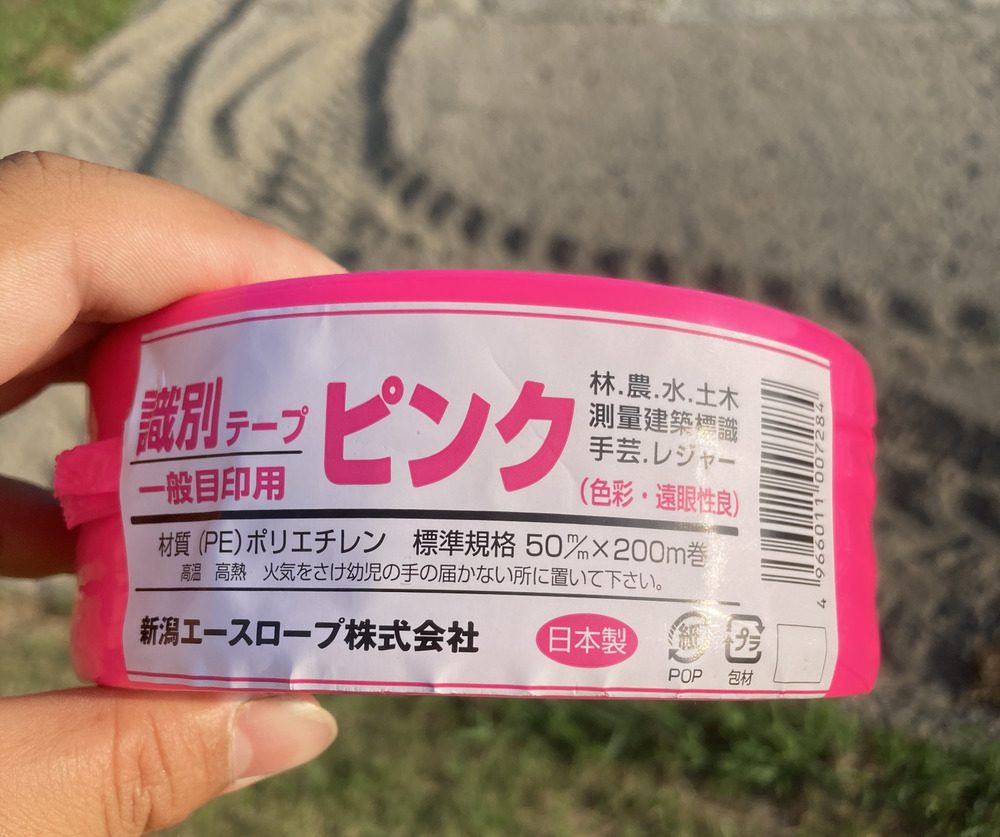 識別テープ
一般目印用
ピンク
林.農.水.土木
測量建築標識
手芸.レジャー
(色彩・遠眼性良)
材質(PE)ポリエチレン 標準規格 50m/m×200m巻
高温 高熱 火気をさけ幼児の手の届かない所に置いて下さい。
新潟エースロープ株式会社
日本製
紙
POP
プラ
包材
4966011007284